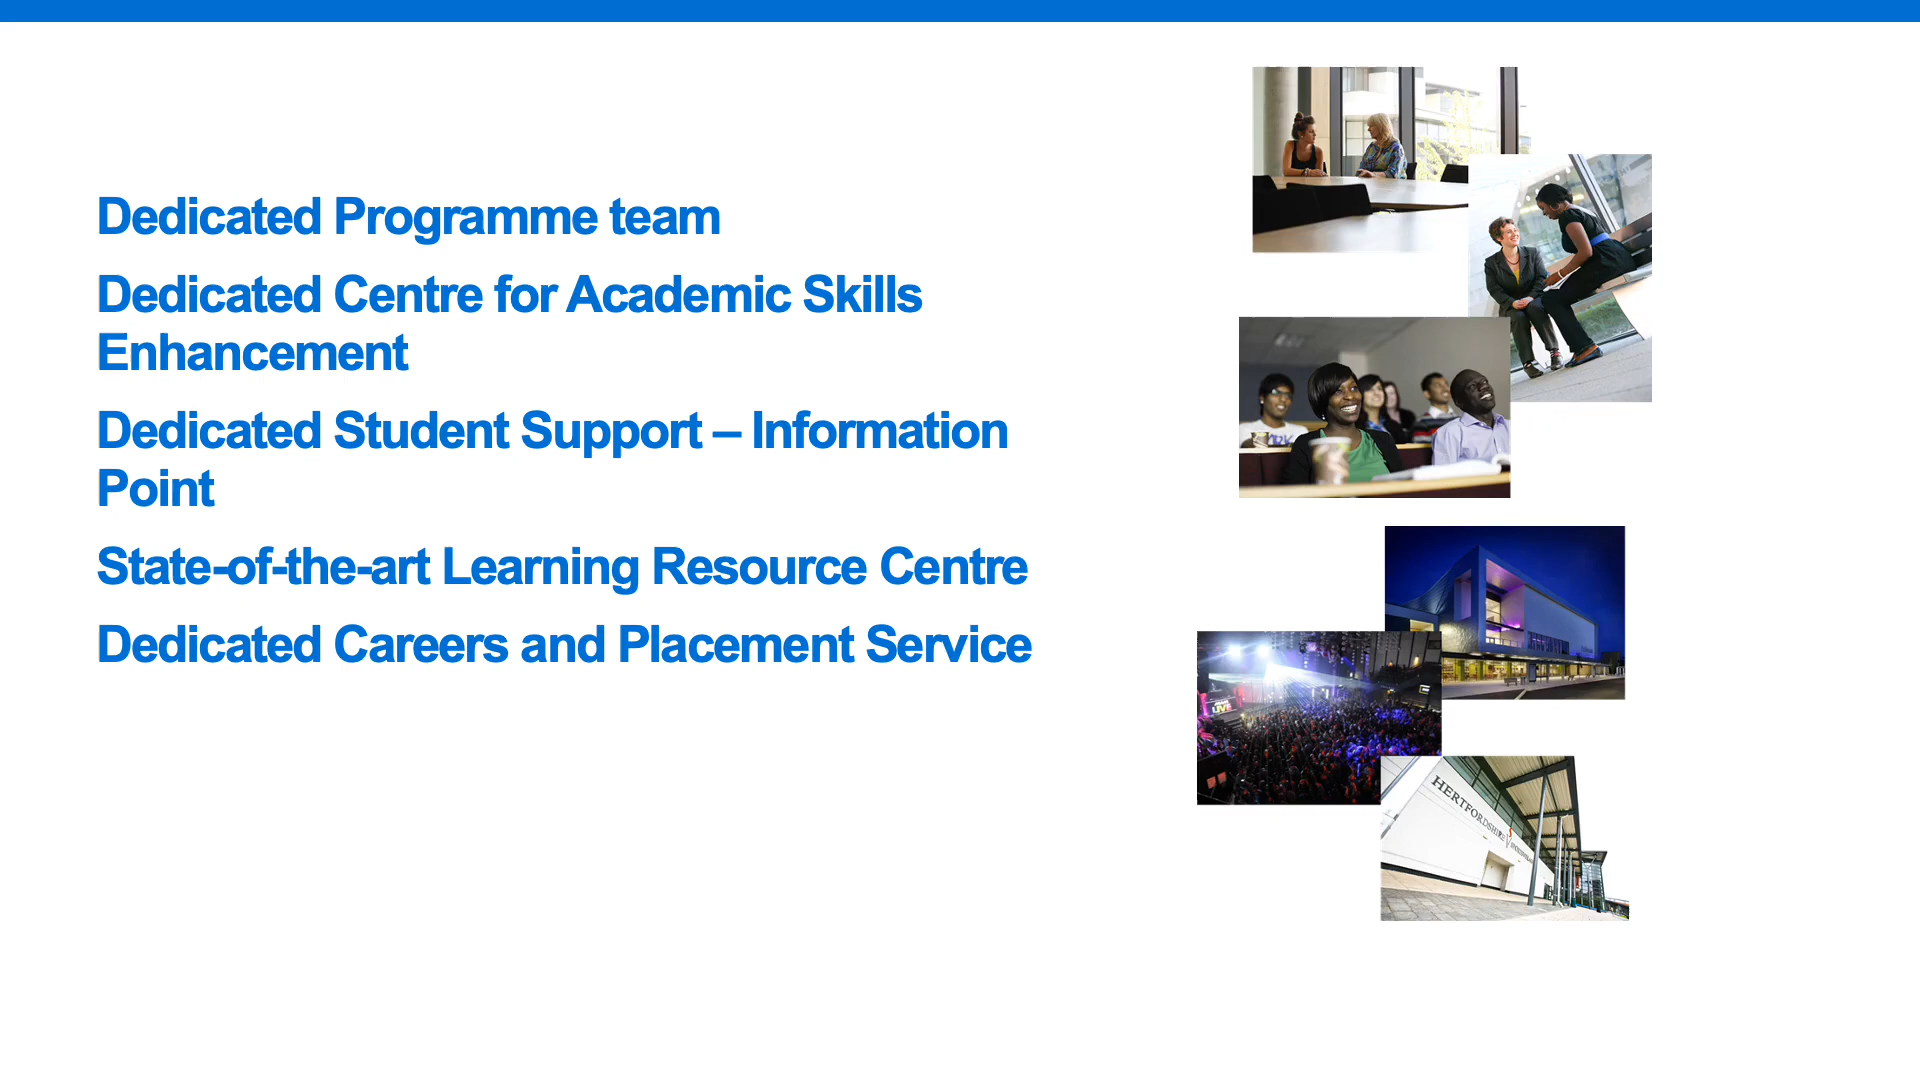 Dedicated Programme team
Dedicated Centre for Academic Skills
Enhancement
Dedicated Student Support – Information
Point
State-of-the-art Learning Resource Centre
Dedicated Careers and Placement Service
LIVE
HERTFORDSHIRE